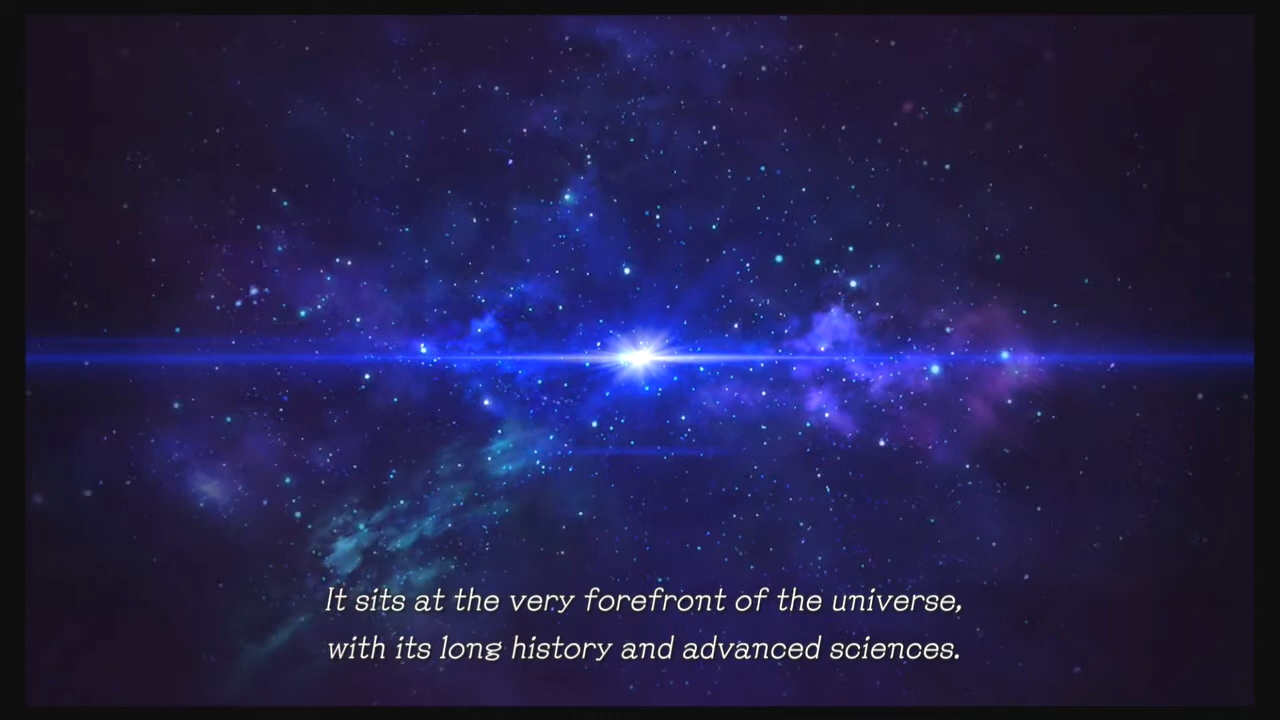 It sits at the very forefront of the universe,
with its long history and advanced sciences.